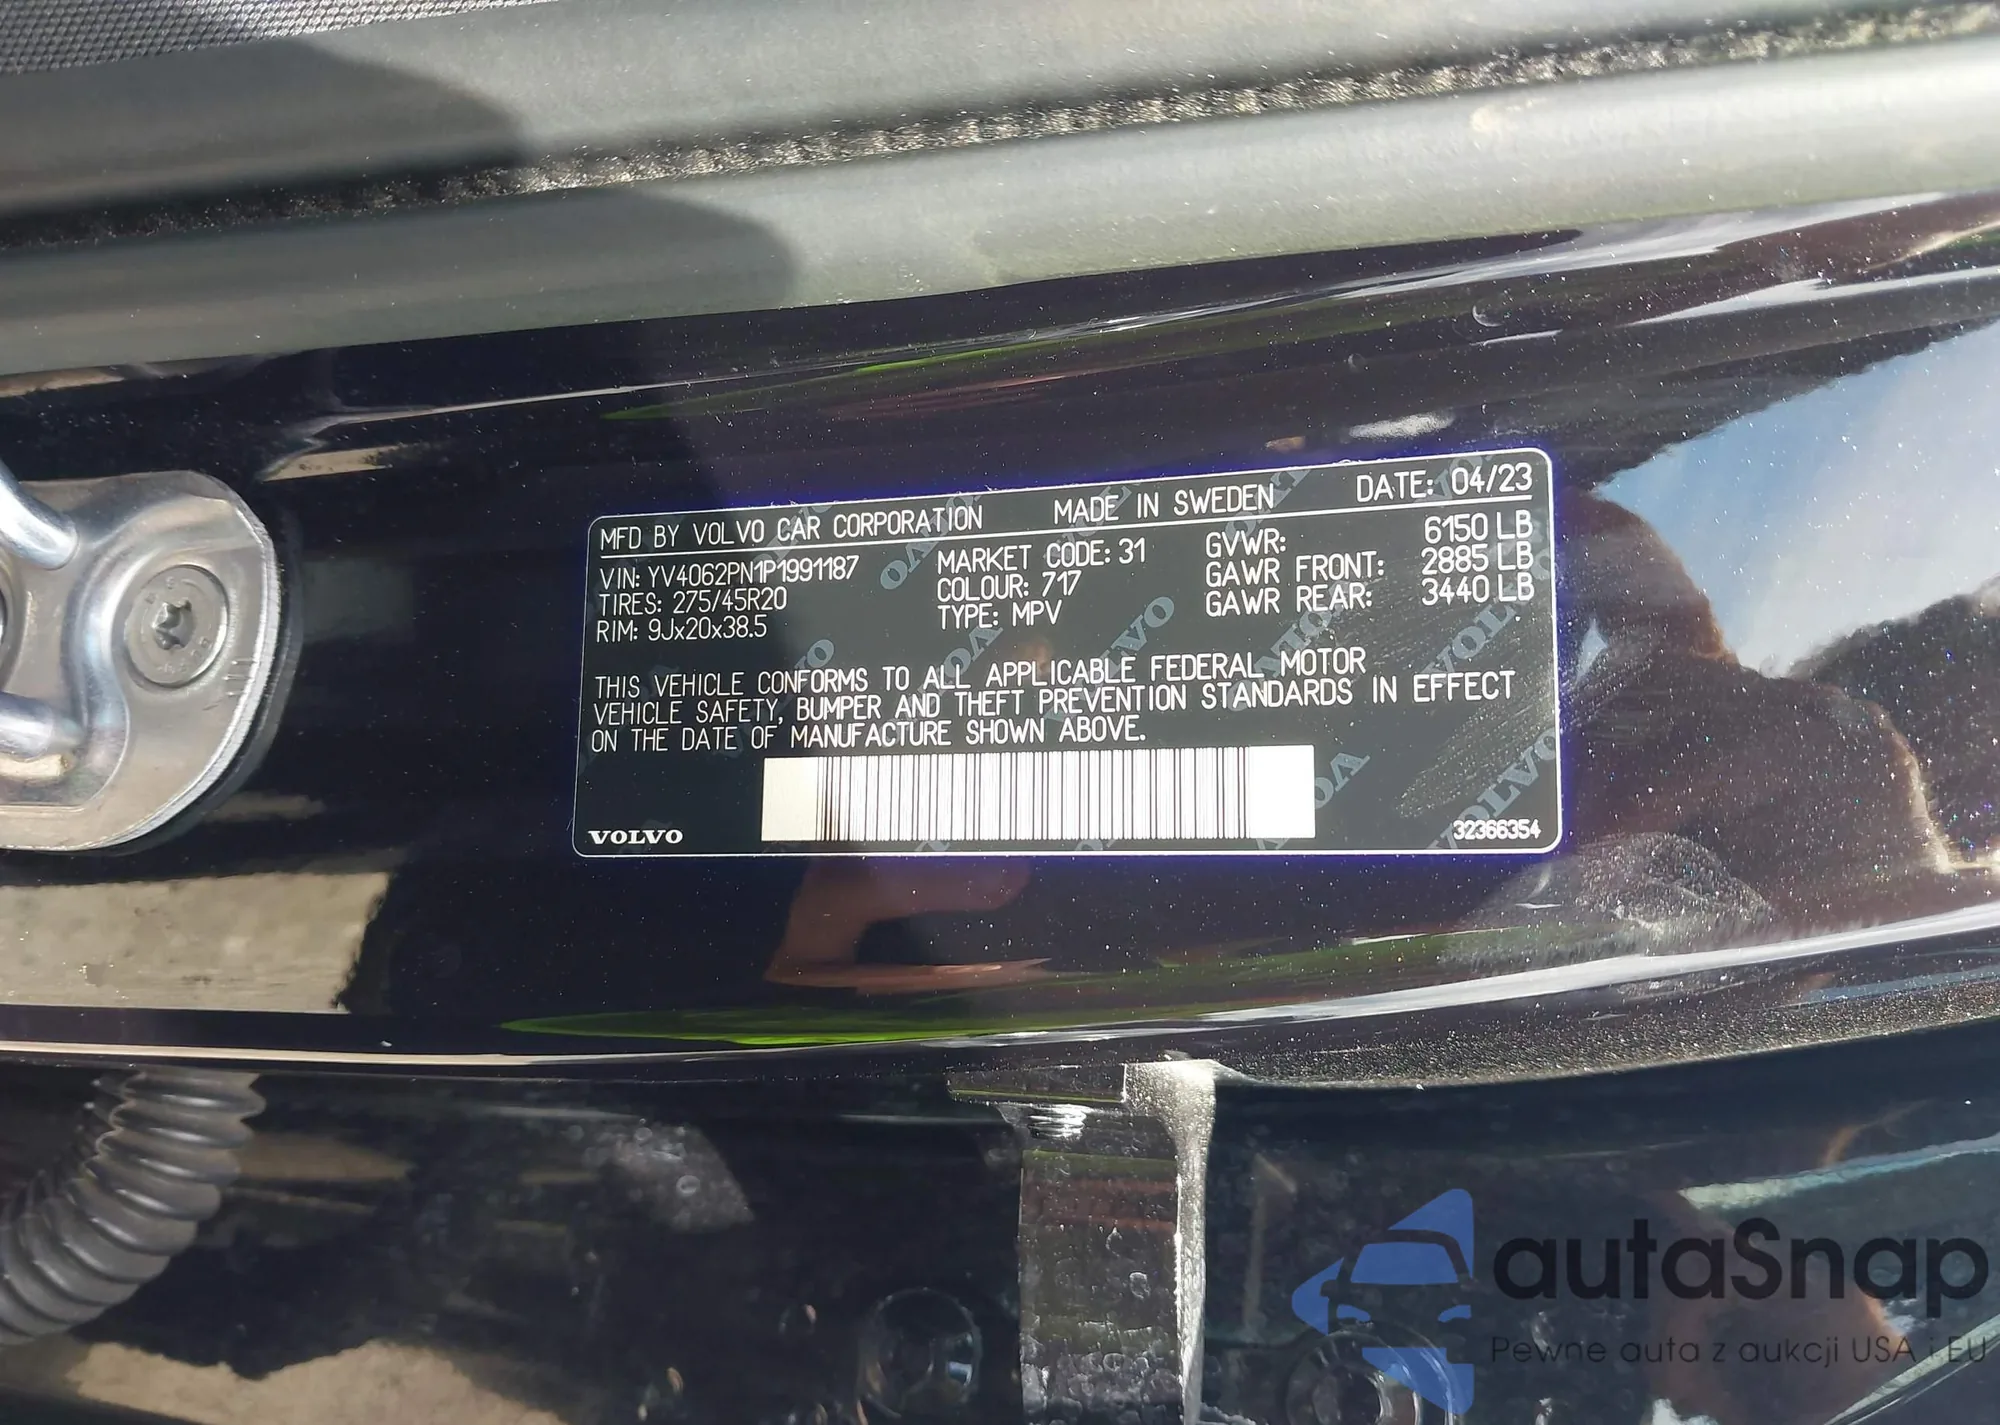 MFD BY VOLVO CAR CORPORATION MADE IN SWEDEN DATE: 04/23
VIN: YV4062PN1P1991187 MARKET CODE: 31 GVWR: 6150 LB
TIRES: 275/45R20 COLOUR: 717 GAWR FRONT: 2885 LB
RIM: 9Jx20x38.5 TYPE: MPV GAWR REAR: 3440 LB
THIS VEHICLE CONFORMS TO ALL APPLICABLE FEDERAL MOTOR
VEHICLE SAFETY, BUMPER AND THEFT PREVENTION STANDARDS IN EFFECT
ON THE DATE OF MANUFACTURE SHOWN ABOVE.
VOLVO 32366354
autaSnap
Pewne auta z aukcji USA i EU